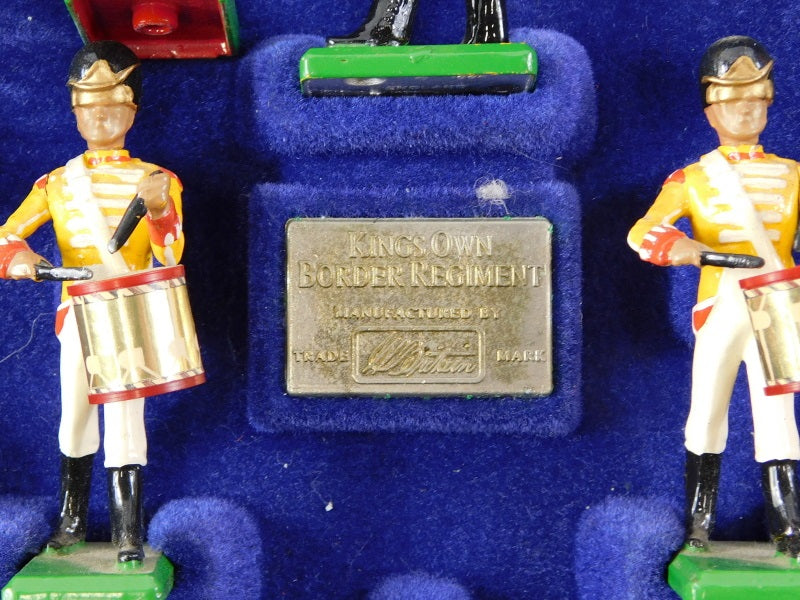 KINGS OWN
BORDER REGIMENT
MANUFACTURED BY
TRADE Britain MARK